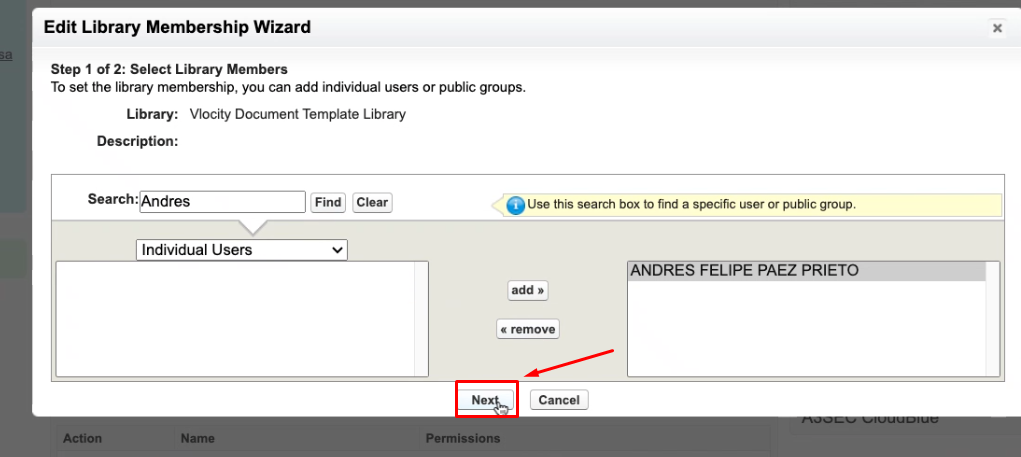 Edit Library Membership Wizard
×
sa
Step 1 of 2: Select Library Members
To set the library membership, you can add individual users or public groups.
Library: Vlocity Document Template Library
Description:
Search: Andres Find Clear
i Use this search box to find a specific user or public group.
Individual Users
ANDRES FELIPE PAEZ PRIETO
add »
« remove
Next Cancel
A3SEC CloudBlue
Action Name Permissions